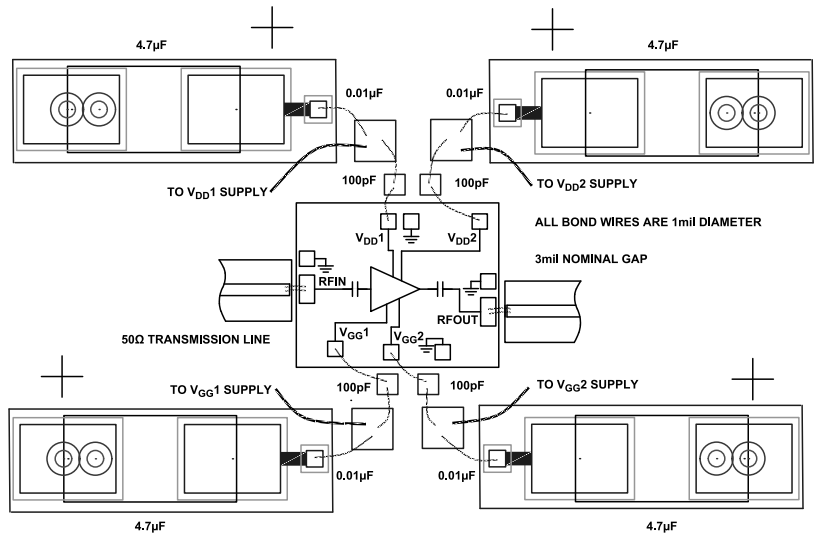 4.7µF
4.7µF
0.01µF
0.01µF
TO VDD1 SUPPLY
100pF
100pF
TO VDD2 SUPPLY
ALL BOND WIRES ARE 1mil DIAMETER
VDD1
VDD2
3mil NOMINAL GAP
RFIN
RFOUT
50Ω TRANSMISSION LINE
VGG1
VGG2
TO VGG1 SUPPLY
100pF
100pF
TO VGG2 SUPPLY
0.01µF
0.01µF
4.7µF
4.7µF